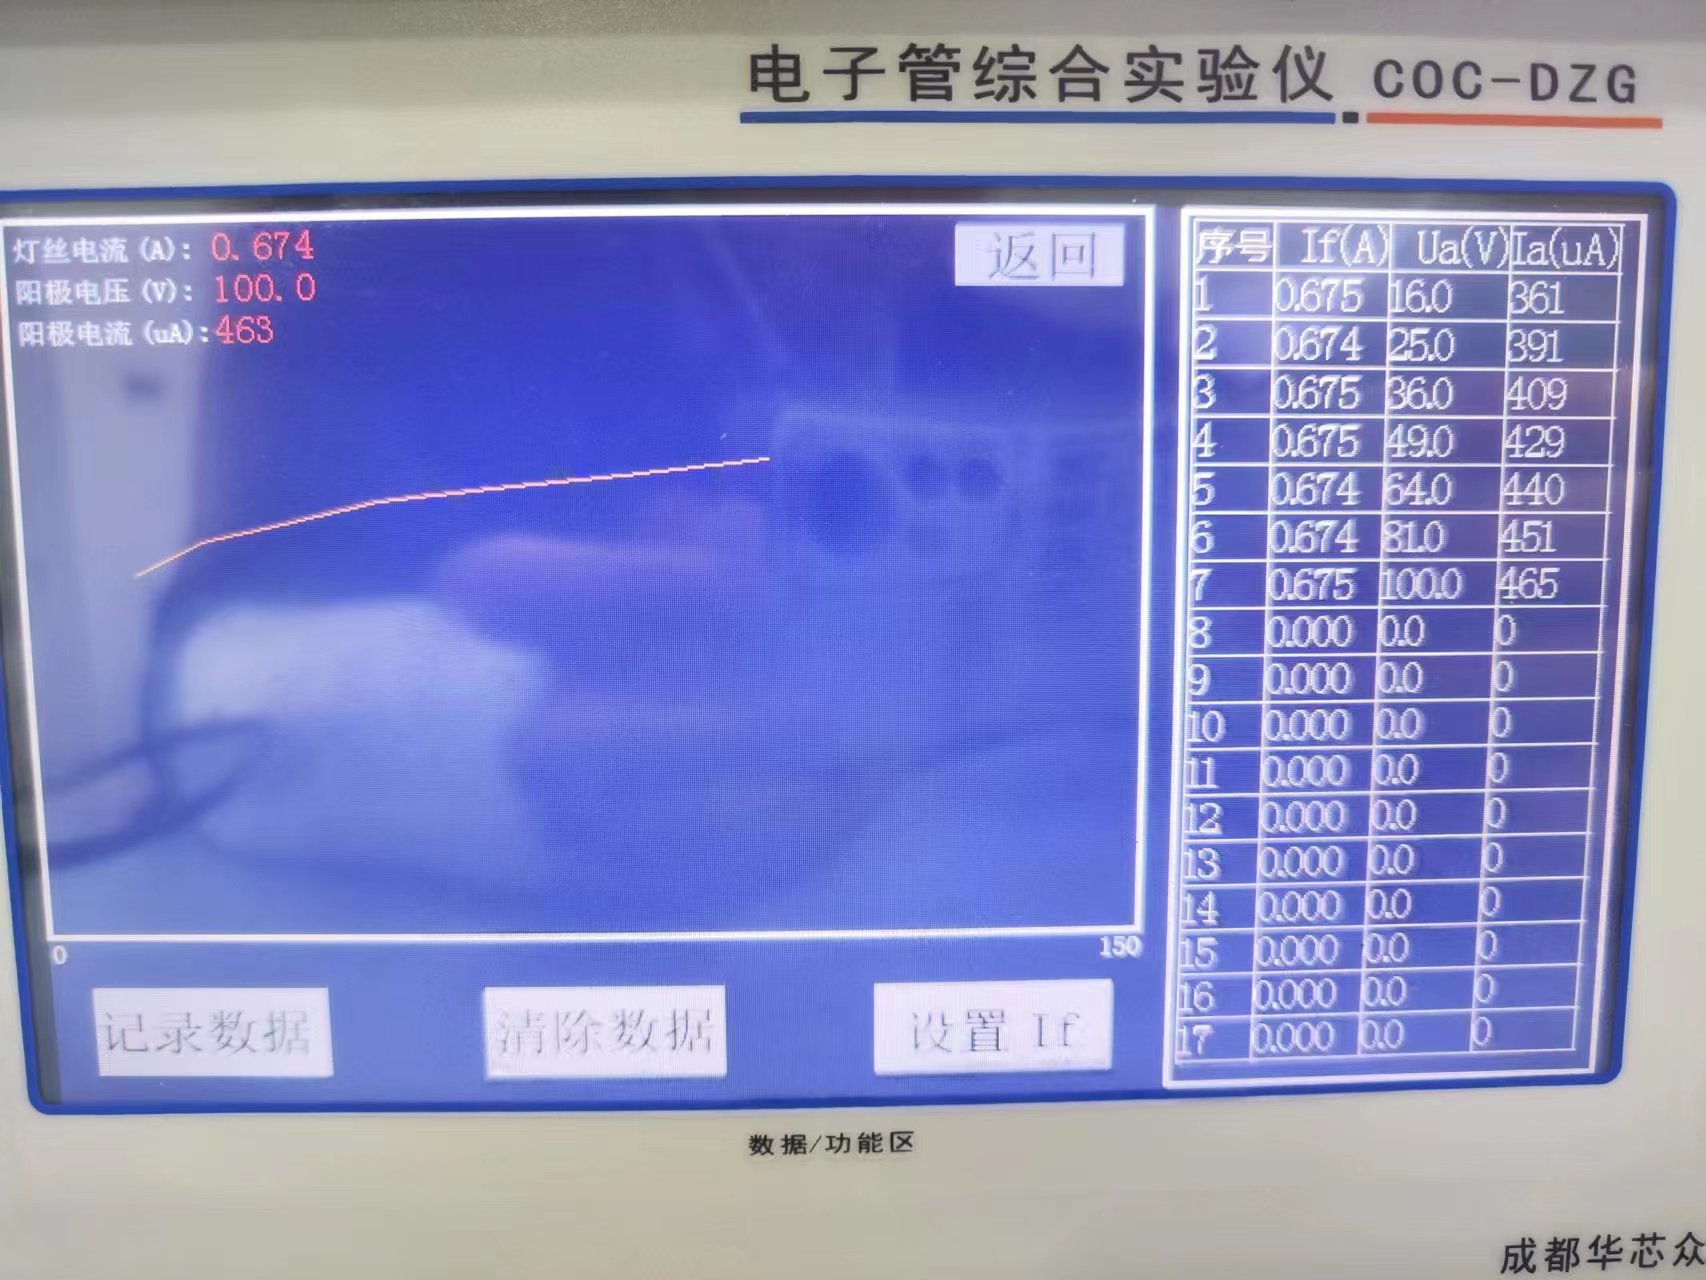 电子管综合实验仪 COC-DZG
灯丝电流(A): 0.674
阳极电压(V): 100.0
阳极电流(uA):463
返回
0
150
记录数据
清除数据
设置 If
序号 If(A) Ua(V) Ia(uA)
1 0.675 16.0 361
2 0.674 25.0 391
3 0.675 36.0 409
4 0.675 49.0 429
5 0.674 64.0 440
6 0.674 81.0 451
7 0.675 100.0 465
8 0.000 0.0 0
9 0.000 0.0 0
10 0.000 0.0 0
11 0.000 0.0 0
12 0.000 0.0 0
13 0.000 0.0 0
14 0.000 0.0 0
15 0.000 0.0 0
16 0.000 0.0 0
17 0.000 0.0 0
数据/功能区
成都华芯众